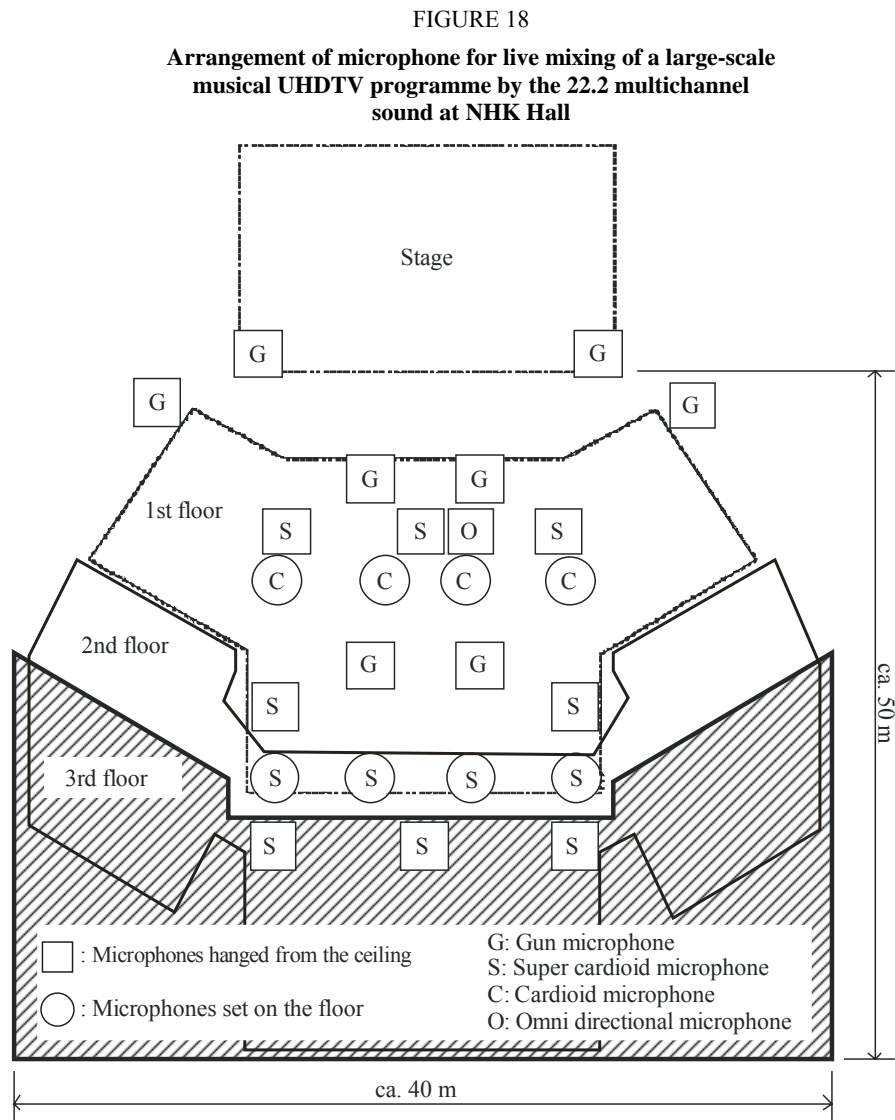 FIGURE 18
Arrangement of microphone for live mixing of a large-scale
musical UHDTV programme by the 22.2 multichannel
sound at NHK Hall
Stage
G G
G G
G G
1st floor
S S O S
C C C C
2nd floor
G G
S S
ca. 50 m
3rd floor
S S S S
S S S
: Microphones hanged from the ceiling
: Microphones set on the floor
G: Gun microphone
S: Super cardioid microphone
C: Cardioid microphone
O: Omni directional microphone
ca. 40 m